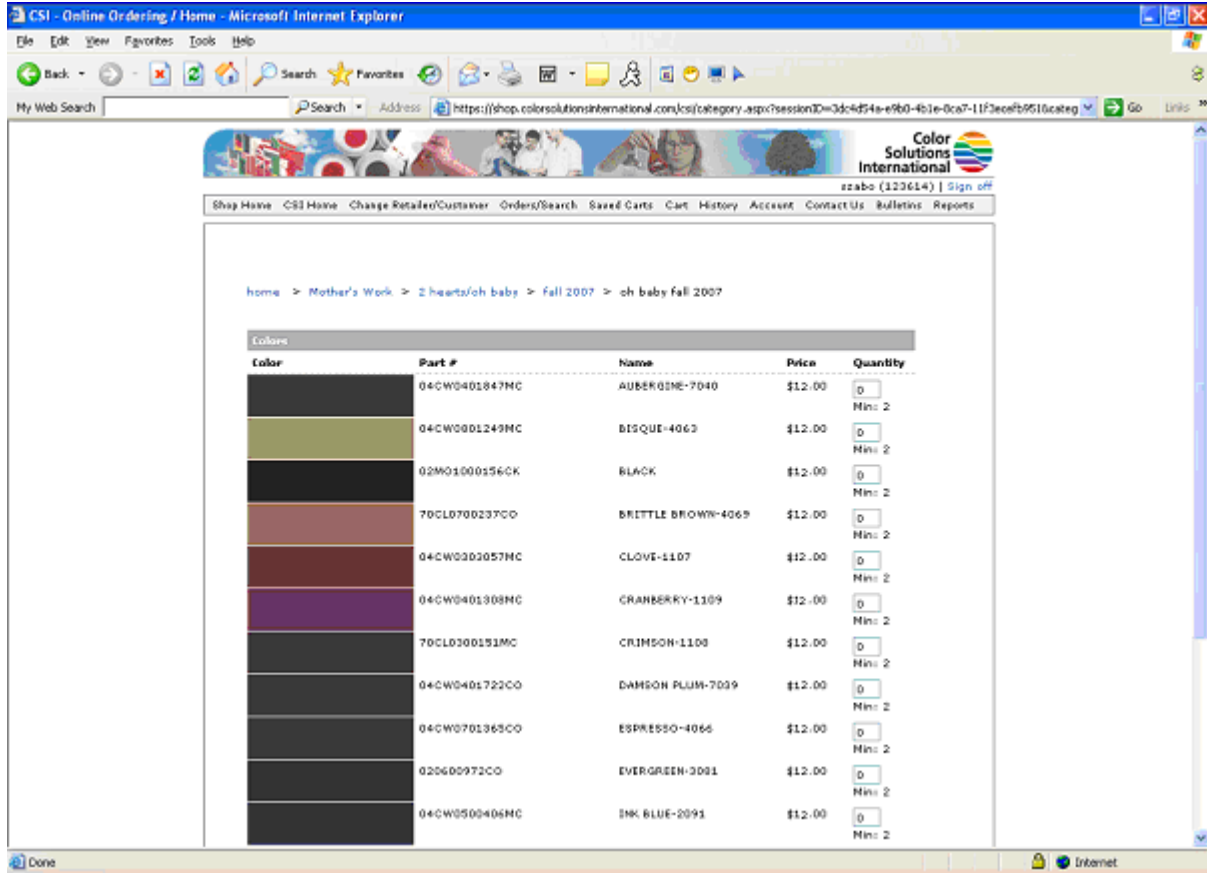 CSI - Online Ordering / Home - Microsoft Internet Explorer
File Edit View Favorites Tools Help
Back Search Favorites
My Web Search Search Address https://shop.colorsolutionsinternational.com/csi/category.aspx? Go Links
Color
Solutions
International
szabo (123614) | Sign off
Shop Home CSI Home Change Retailer/Customer Orders/Search Saved Carts Cart History Account Contact Us Bulletins Reports
home > Mother's Work > 2 hearts/oh baby > fall 2007 > oh baby fall 2007
Colors
Color Part # Name Price Quantity
04CW0401847MC AUBERGINE-7040 $12.00 0
Min: 2
04CW0801249MC BISQUE-4063 $12.00 0
Min: 2
02MO1000156CK BLACK $12.00 0
Min: 2
70CL0700237CO BRITTLE BROWN-4069 $12.00 0
Min: 2
04CW0303057MC CLOVE-1107 $12.00 0
Min: 2
04CW0401308MC CRANBERRY-1109 $12.00 0
Min: 2
70CL0300151MC CRIMSON-1108 $12.00 0
Min: 2
04CW0401722CO DAMSON PLUM-7039 $12.00 0
Min: 2
04CW0701365CO ESPRESSO-4066 $12.00 0
Min: 2
020600972CO EVERGREEN-3081 $12.00 0
Min: 2
04CW0500406MC INK BLUE-2091 $12.00 0
Min: 2
Done Internet